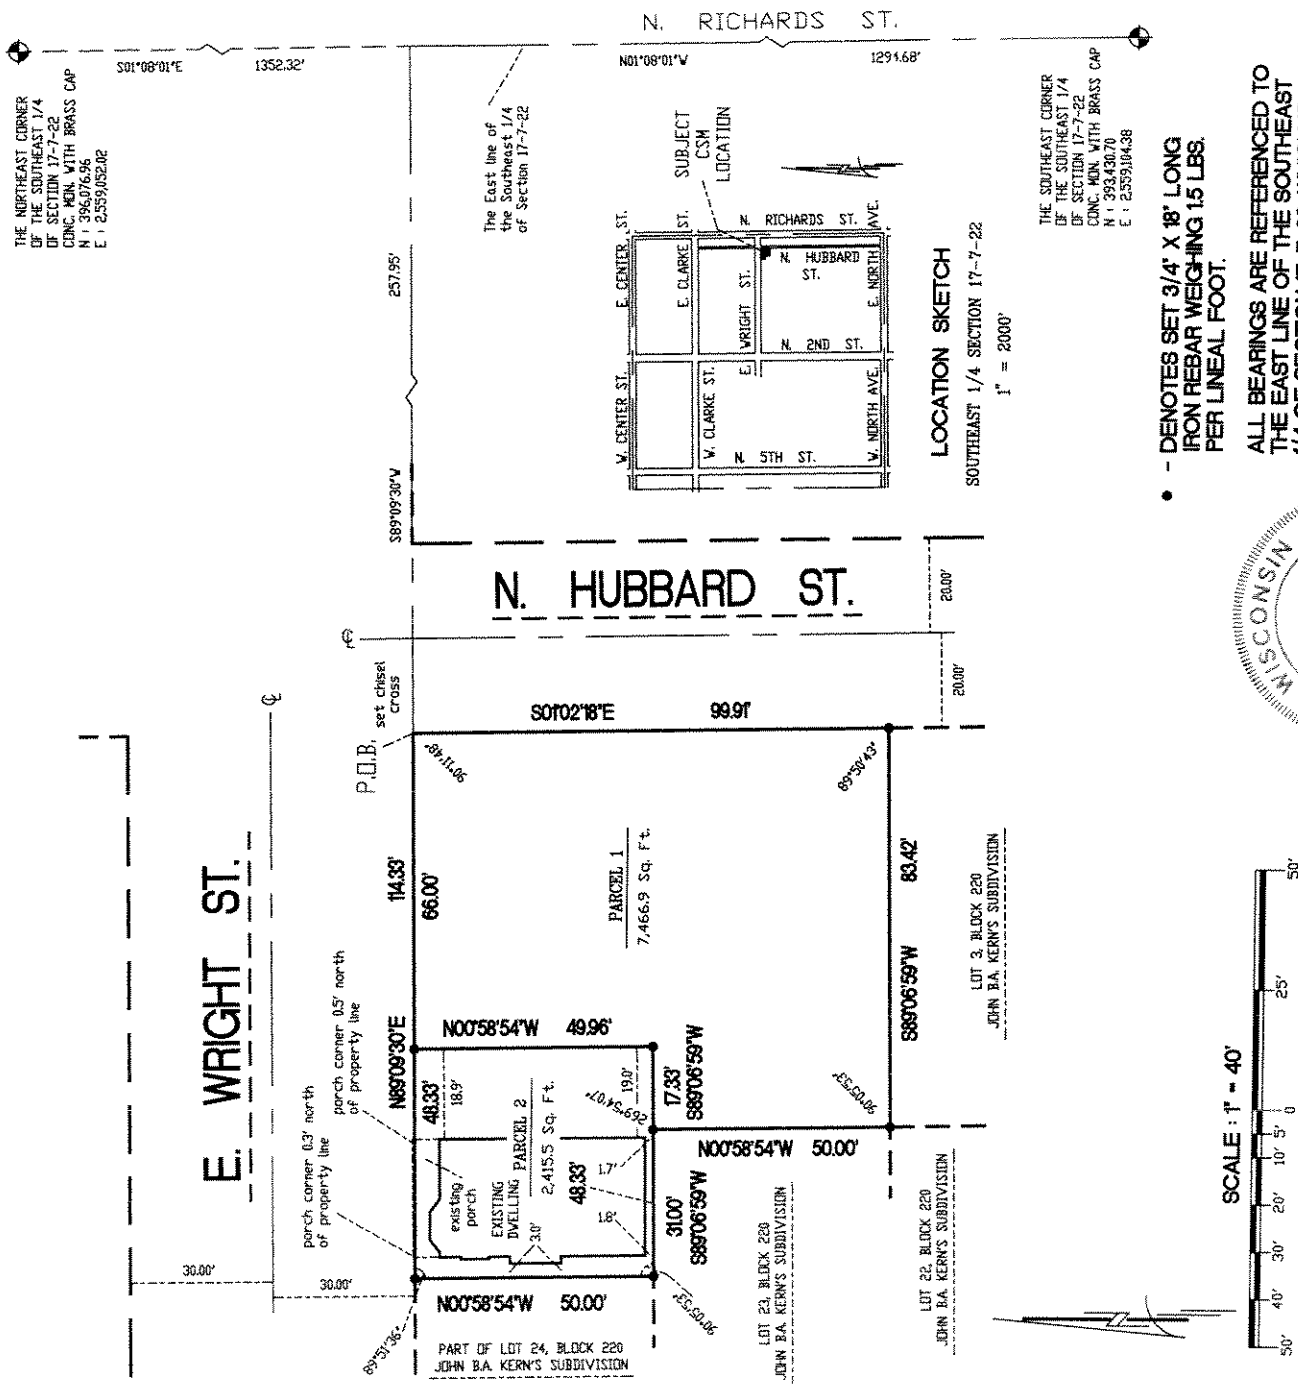 N. RICHARDS ST.
S01°08'01"E
1352.32'
N01°08'01"W
1294.68'
THE NORTHEAST CORNER
OF THE SOUTHEAST 1/4
OF SECTION 17-7-22
CONC. MON. WITH BRASS CAP
N : 396,076.96
E : 2,559,052.02
The East line of
the Southeast 1/4
of Section 17-7-22
THE SOUTHEAST CORNER
OF THE SOUTHEAST 1/4
OF SECTION 17-7-22
CONC. MON. WITH BRASS CAP
N : 393,430.70
E : 2,559,104.38
SUBJECT
CSM
LOCATION
N. RICHARDS ST.
E. CENTER ST.
E. CLARKE ST.
E. WRIGHT ST.
N. HUBBARD
ST.
E. NORTH AVE.
N. 2ND ST.
W. CENTER ST.
W. CLARKE ST.
W. NORTH AVE.
N. 5TH ST.
LOCATION SKETCH
SOUTHEAST 1/4 SECTION 17-7-22
1" = 2000'
• - DENOTES SET 3/4" X 18" LONG
IRON REBAR WEIGHING 1.5 LBS.
PER LINEAL FOOT.
ALL BEARINGS ARE REFERENCED TO
THE EAST LINE OF THE SOUTHEAST
WISCONSIN
257.95'
S89°09'30"W
N. HUBBARD ST.
20.00'
20.00'
set chisel
cross
P.O.B.
S01°02'18"E
99.91'
90°11'48"
89°50'43"
E. WRIGHT ST.
30.00'
30.00'
114.33'
66.00'
N89°09'30"E
48.33'
PARCEL 1
7,466.9 Sq. Ft.
83.42'
S89°06'59"W
90°05'53"
LOT 3, BLOCK 220
JOHN B.A. KERN'S SUBDIVISION
porch corner 0.5' north
of property line
porch corner 0.3' north
of property line
N00°58'54"W
49.96'
18.9'
19.0'
269°54'07"
17.33'
S89°06'59"W
N00°58'54"W
50.00'
existing
porch
EXISTING
DWELLING
PARCEL 2
2,415.5 Sq. Ft.
48.33'
1.7'
1.8'
3.0'
31.00'
S89°06'59"W
N00°58'54"W
50.00'
89°51'36"
90°05'53"
PART OF LOT 24, BLOCK 220
JOHN B.A. KERN'S SUBDIVISION
LOT 23, BLOCK 220
JOHN B.A. KERN'S SUBDIVISION
LOT 22, BLOCK 220
JOHN B.A. KERN'S SUBDIVISION
SCALE : 1" = 40'
50'
40'
30'
20'
10'
5'
0
25'
50'